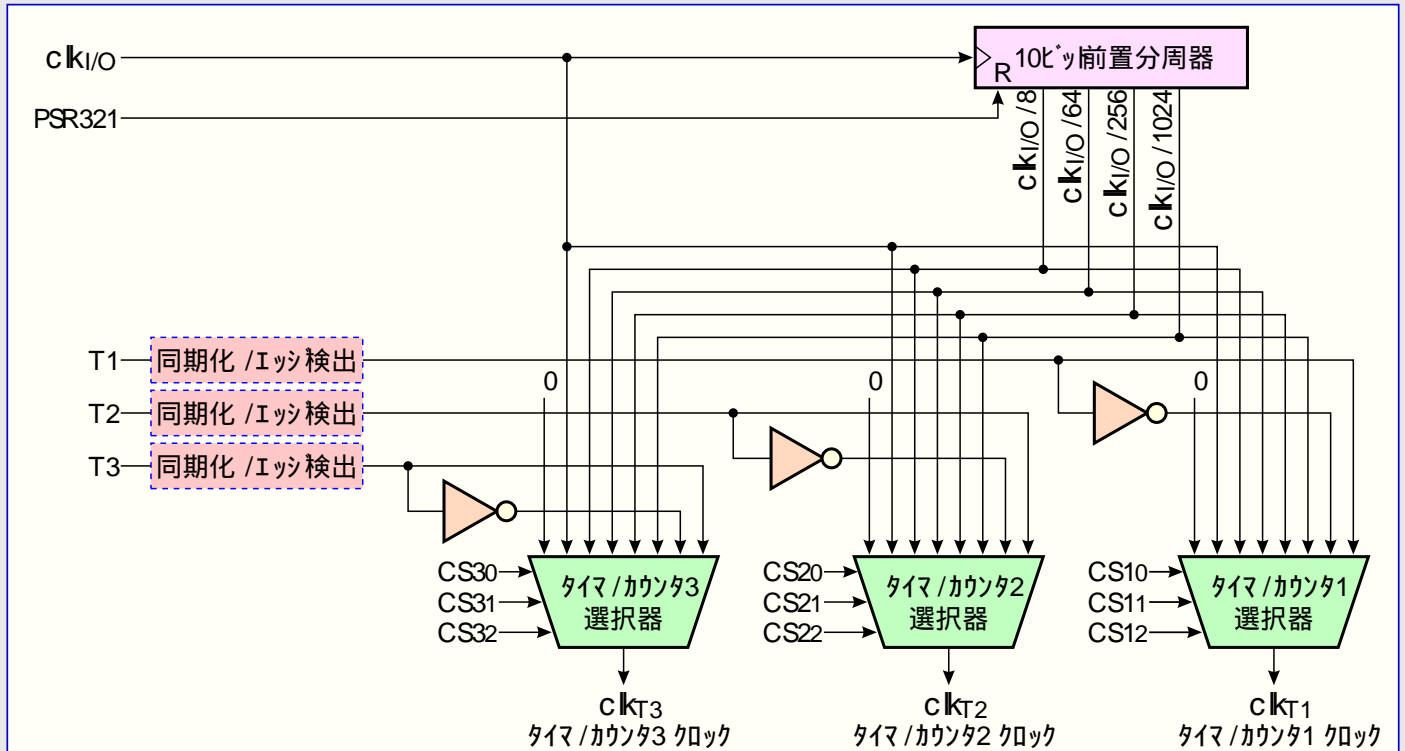 clkI/O
10ﾋﾞｯﾄ前置分周器
R
PSR321
clkI/O/8
clkI/O/64
clkI/O/256
clkI/O/1024
T1
同期化/ｴｯｼﾞ検出
0
0
0
T2
同期化/ｴｯｼﾞ検出
T3
同期化/ｴｯｼﾞ検出
CS30
CS31
CS32
ﾀｲﾏ/ｶｳﾝﾀ3
選択器
CS20
CS21
CS22
ﾀｲﾏ/ｶｳﾝﾀ2
選択器
CS10
CS11
CS12
ﾀｲﾏ/ｶｳﾝﾀ1
選択器
clkT3
ﾀｲﾏ/ｶｳﾝﾀ3 ｸﾛｯｸ
clkT2
ﾀｲﾏ/ｶｳﾝﾀ2 ｸﾛｯｸ
clkT1
ﾀｲﾏ/ｶｳﾝﾀ1 ｸﾛｯｸ